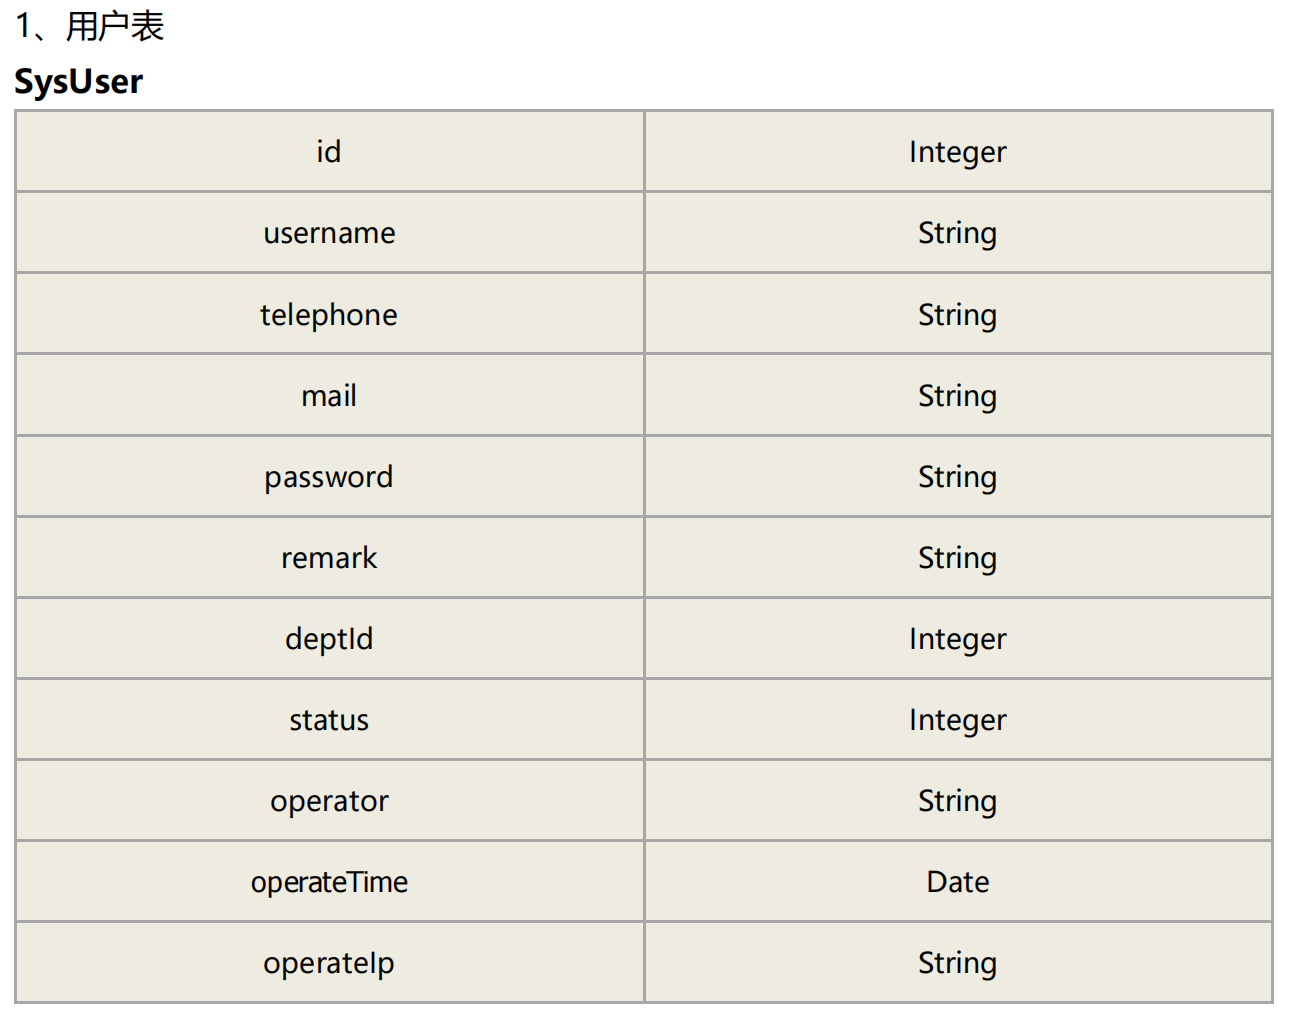 1、用户表
SysUser
id Integer
username String
telephone String
mail String
password String
remark String
deptId Integer
status Integer
operator String
operateTime Date
operateIp String